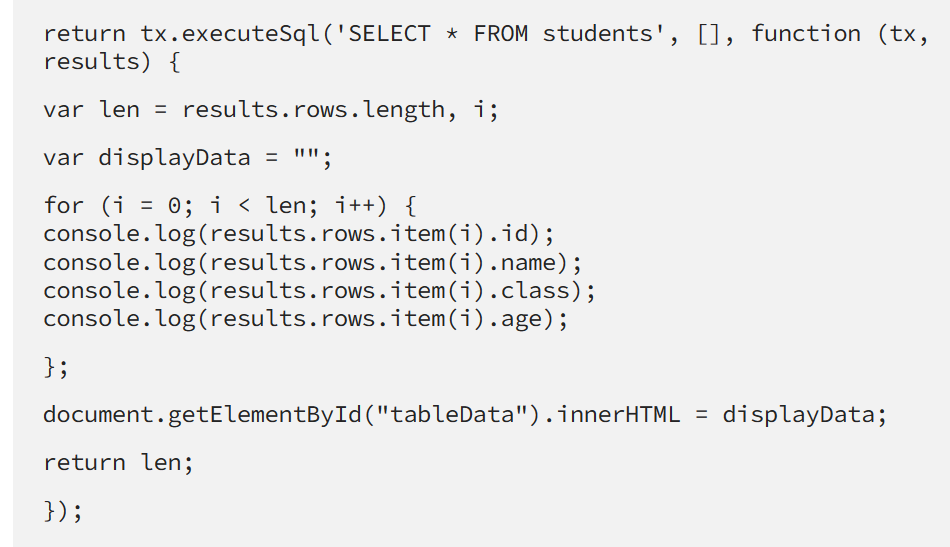 return tx.executeSql('SELECT * FROM students', [], function (tx,
results) {
var len = results.rows.length, i;
var displayData = "";
for (i = 0; i < len; i++) {
console.log(results.rows.item(i).id);
console.log(results.rows.item(i).name);
console.log(results.rows.item(i).class);
console.log(results.rows.item(i).age);
};
document.getElementById("tableData").innerHTML = displayData;
return len;
});